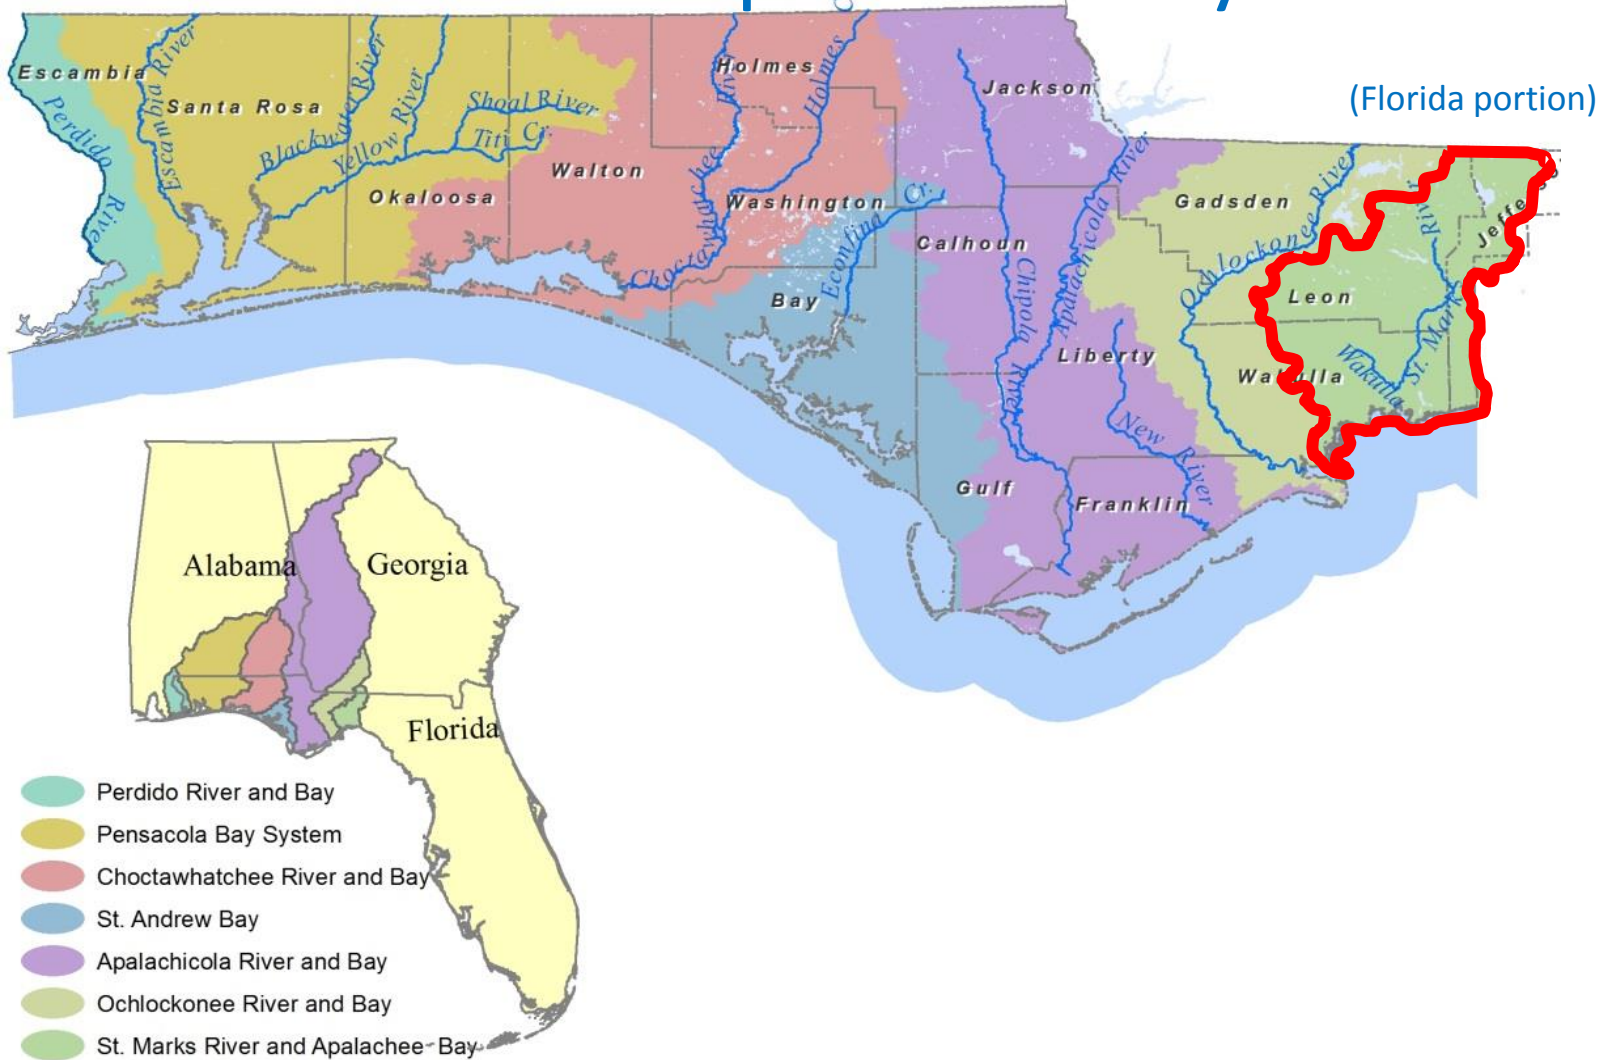 (Florida portion)
Escambia
Perdido River
Escambia River
Santa Rosa
Blackwater River
Yellow River
Shoal River
Titi Cr.
Okaloosa
Walton
Holmes
Holmes
Choctawhatchee River
Washington
Econfina Cr.
Bay
Jackson
Calhoun
Chipola River
Apalachicola River
Liberty
New River
Gulf
Franklin
Gadsden
Ochlockonee River
Leon
Wakulla
Wakulla
St. Marks River
Alabama
Georgia
Florida
Perdido River and Bay
Pensacola Bay System
Choctawhatchee River and Bay
St. Andrew Bay
Apalachicola River and Bay
Ochlockonee River and Bay
St. Marks River and Apalachee Bay